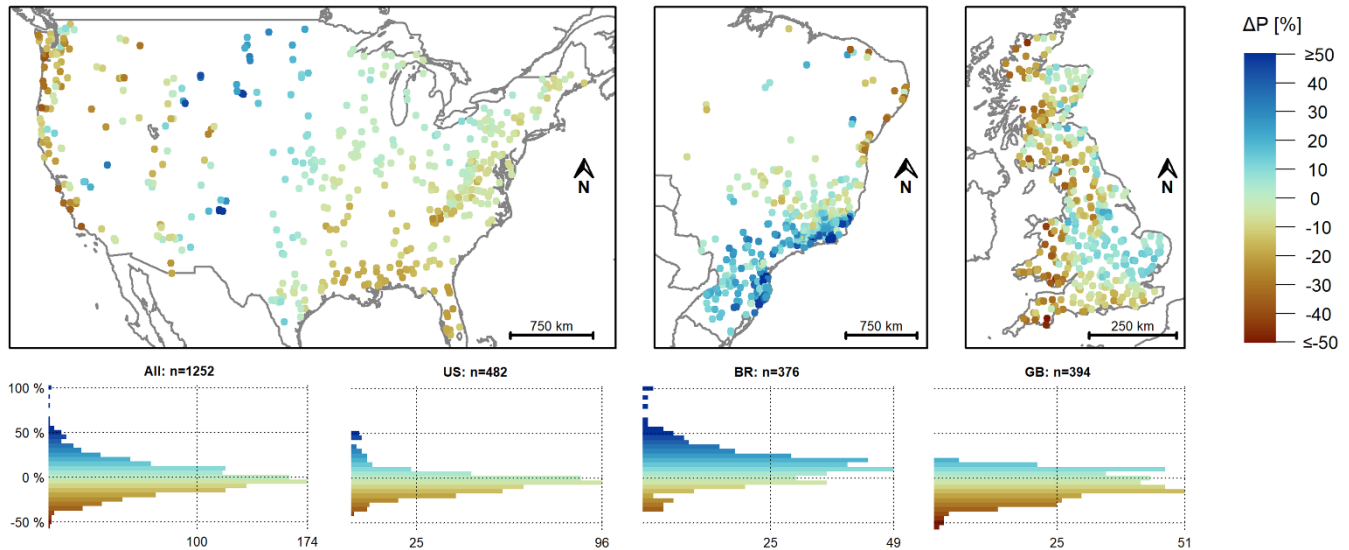 ΔP [%]
N
N
N
750 km
750 km
250 km
≥50
40
30
20
10
0
-10
-20
-30
-40
≤-50
All: n=1252
US: n=482
BR: n=376
GB: n=394
100 %
50 %
0 %
-50 %
100
174
25
96
25
49
25
51